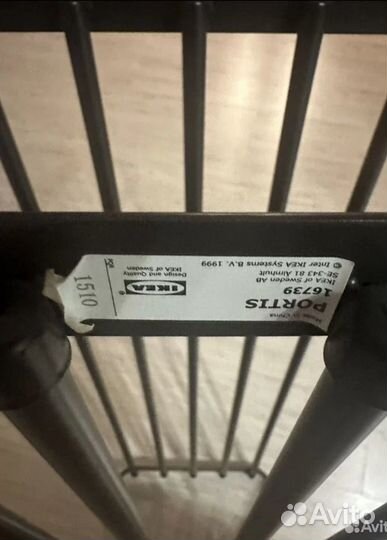 PORTIS
16739
Made in China
IKEA
Design and Quality
IKEA of Sweden
IKEA of Sweden AB
SE-343 81 Älmhult
© Inter IKEA Systems B.V. 1999
1510
Avito
Avito